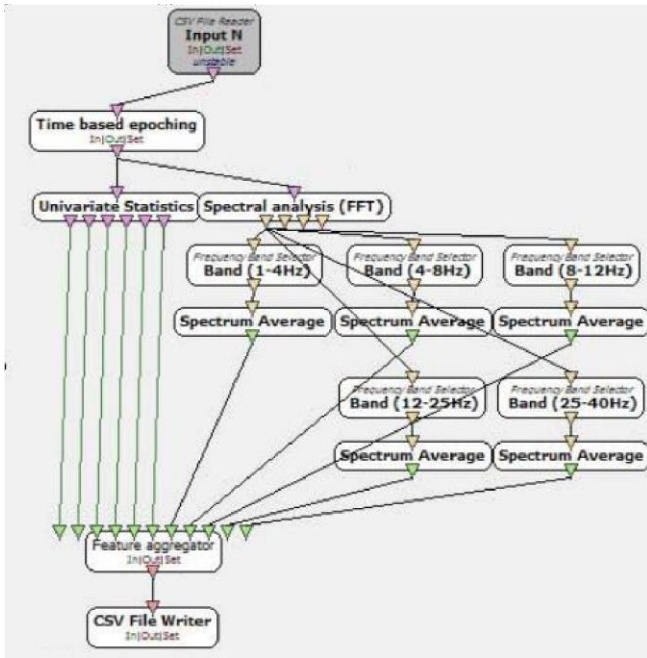 CSV File Reader
Input N
In|Out|Set
unstable
Time based epoching
In|Out|Set
Univariate Statistics
Spectral analysis (FFT)
Frequency Band Selector
Band (1-4Hz)
Frequency Band Selector
Band (4-8Hz)
Frequency Band Selector
Band (8-12Hz)
Spectrum Average
Spectrum Average
Spectrum Average
Frequency Band Selector
Band (12-25Hz)
Frequency Band Selector
Band (25-40Hz)
Spectrum Average
Spectrum Average
Feature aggregator
In|Out|Set
CSV File Writer
In|Out|Set